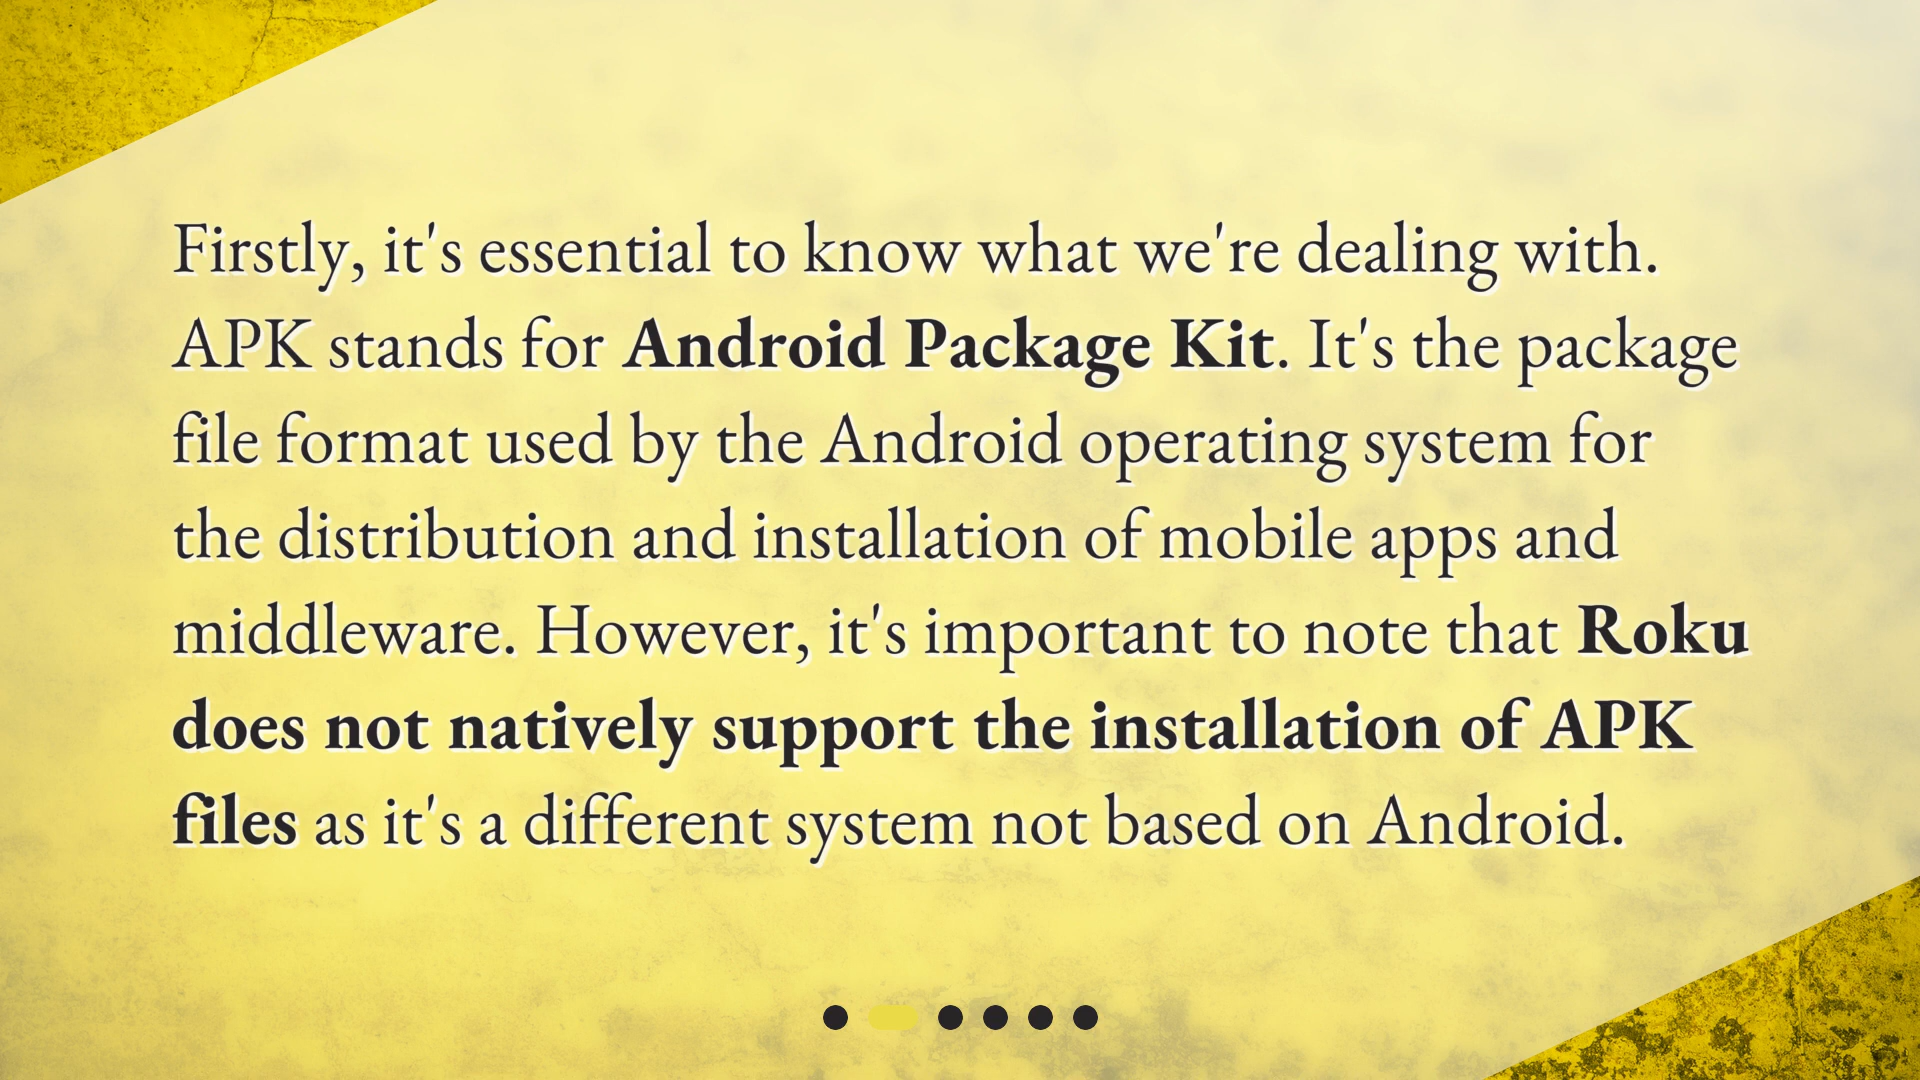 Firstly, it's essential to know what we're dealing with.
APK stands for Android Package Kit. It's the package
file format used by the Android operating system for
the distribution and installation of mobile apps and
middleware. However, it's important to note that Roku
does not natively support the installation of APK
files as it's a different system not based on Android.